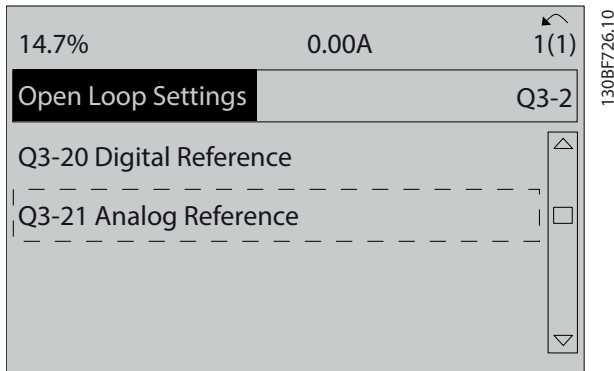 14.7% 0.00A 1(1)
Open Loop Settings Q3-2
Q3-20 Digital Reference
Q3-21 Analog Reference
130BF726.10